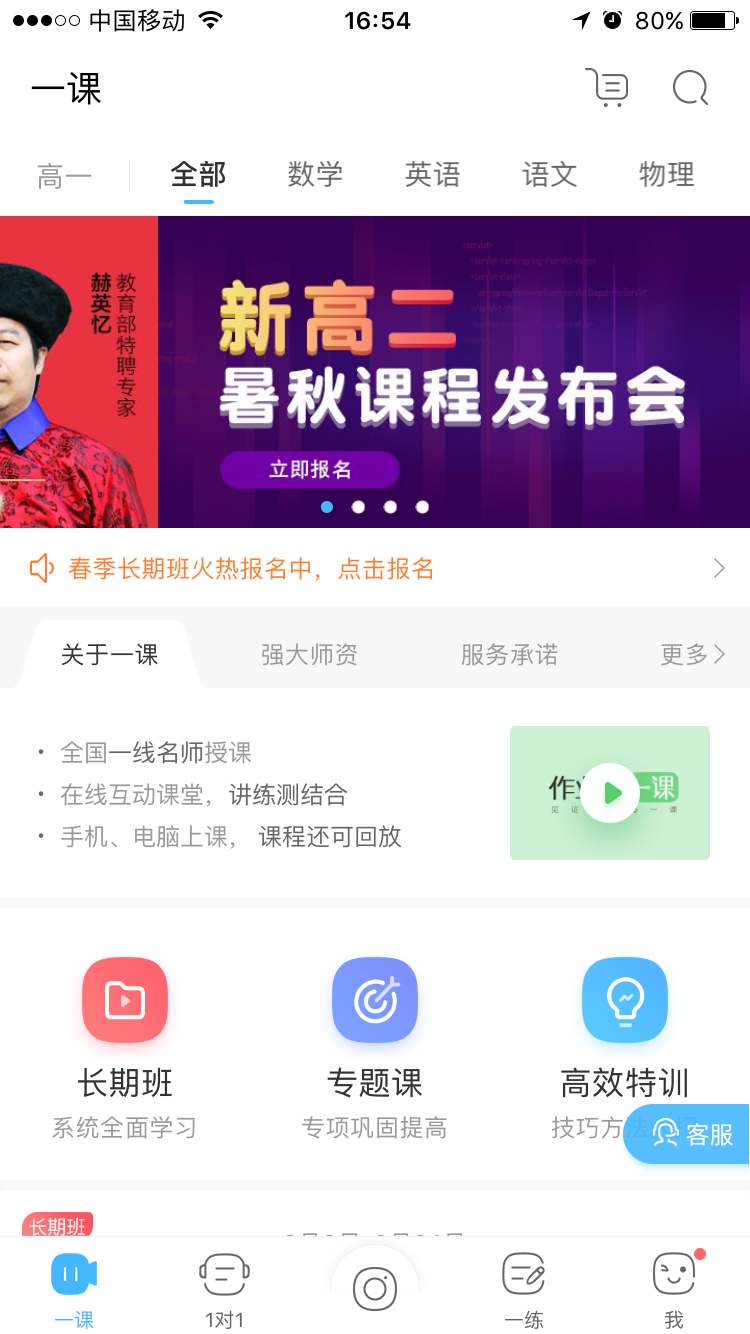 中国移动
16:54
80%
一课
高一
全部
数学
英语
语文
物理
教育部特聘专家
赫英忆
新高二
暑秋课程发布会
立即报名
春季长期班火热报名中，点击报名
关于一课
强大师资
服务承诺
更多
· 全国一线名师授课
· 在线互动课堂，讲练测结合
· 手机、电脑上课，课程还可回放
作业
一课
见证
一课
长期班
专题课
高效特训
系统全面学习
专项巩固提高
技巧方法
客服
长期班
一课
1对1
一练
我